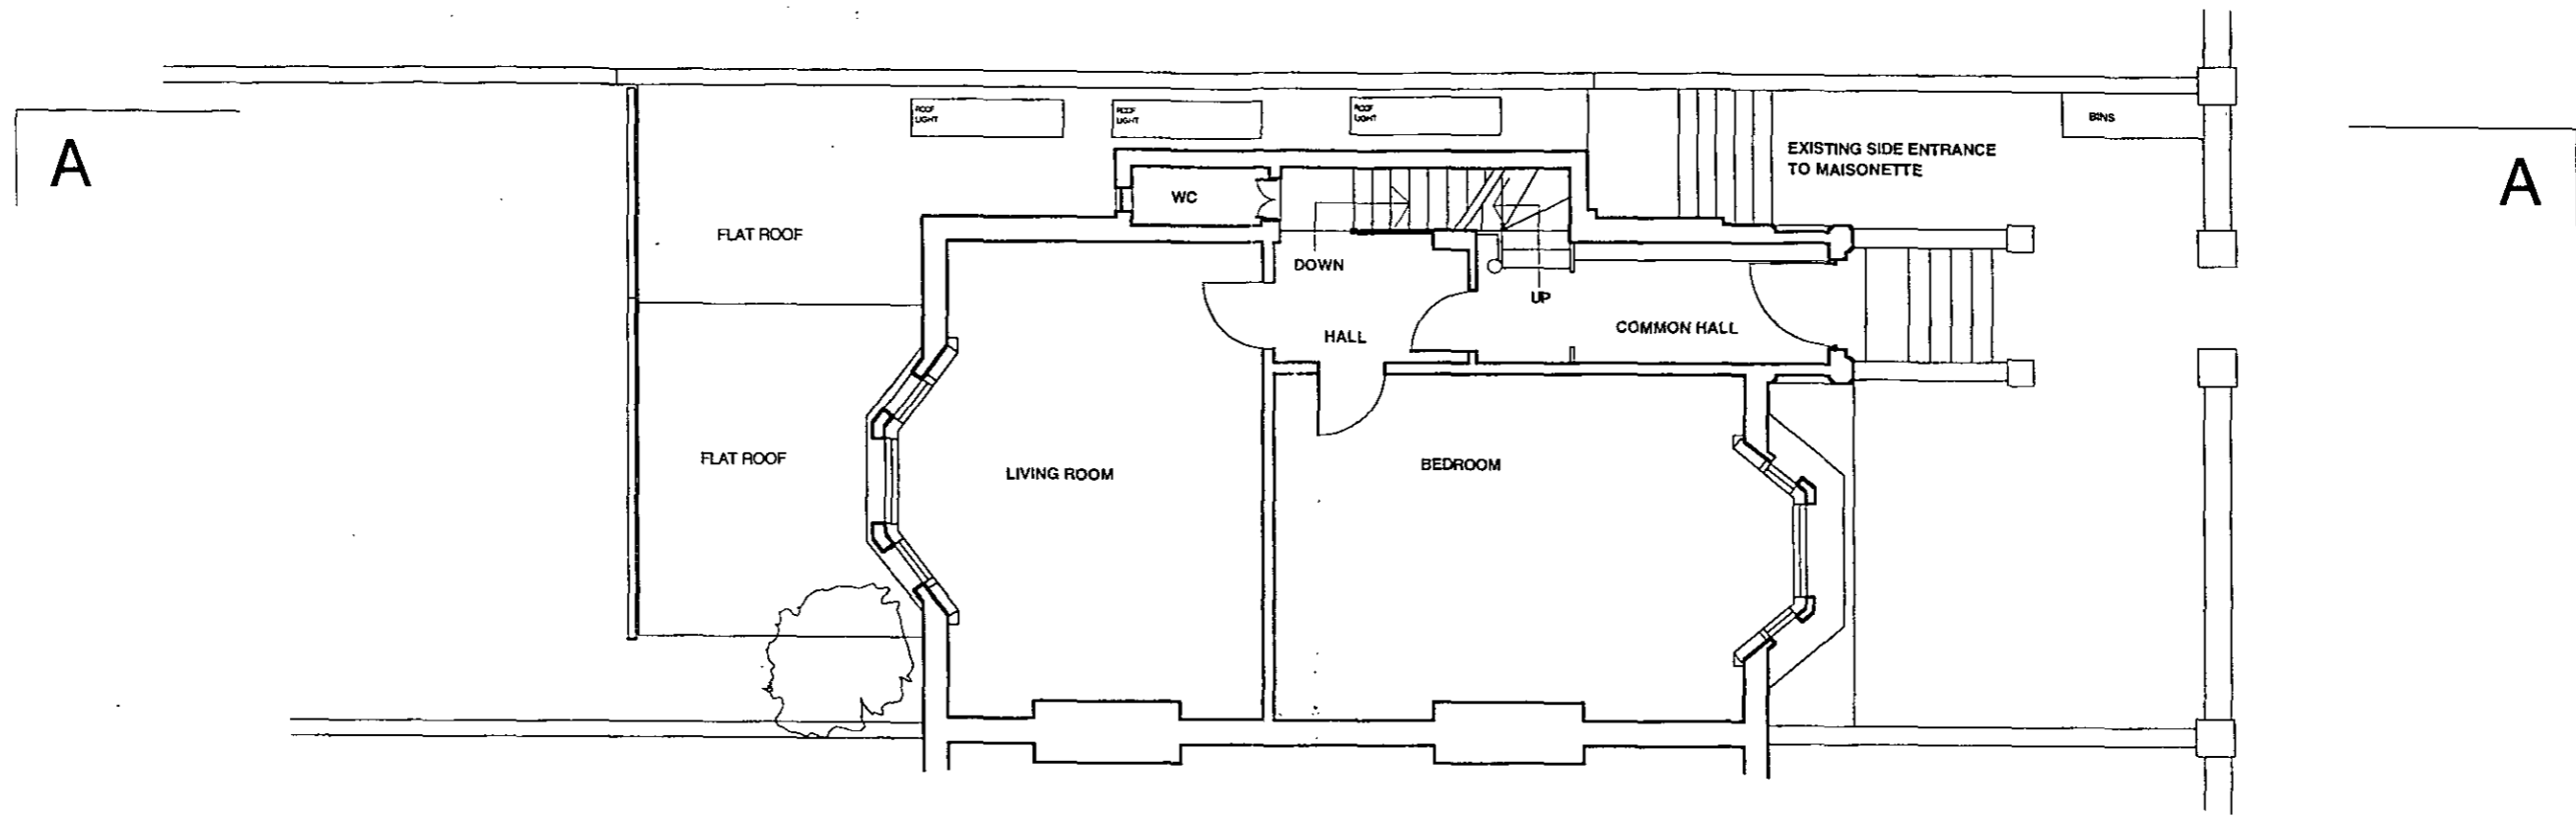 ROOF
LIGHT
ROOF
LIGHT
ROOF
LIGHT
BINS
A
EXISTING SIDE ENTRANCE
TO MAISONETTE
A
WC
FLAT ROOF
DOWN
UP
HALL
COMMON HALL
FLAT ROOF
LIVING ROOM
BEDROOM